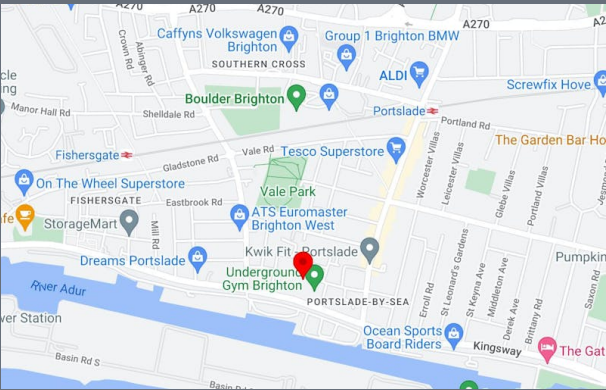 A270
A270
A270
A2
Caffyns Volkswagen
Brighton
Group 1 Brighton BMW
Crown Rd
Abinger Rd
SOUTHERN CROSS
ALDI
Screwfix Hove
Boulder Brighton
Manor Hall Rd
Shelldale Rd
Portslade
Portland Rd
The Garden Bar Ho
Fishersgate
Vale Rd
Tesco Superstore
Gladstone Rd
Worcester Villas
Leicester Villas
On The Wheel Superstore
Vale Park
Glebe Villas
Portland Villas
FISHERSGATE
Eastbrook Rd
ATS Euromaster
Brighton West
StorageMart
Mill Rd
Kwik Fit - Portslade
Pumpkin
Dreams Portslade
Underground
Gym Brighton
St Leonard's Gardens
St Keyna Ave
Middleton Ave
Erroll Rd
Derek Ave
Brittany Rd
Saxon Rd
River Adur
PORTSLADE-BY-SEA
wer Station
Ocean Sports
Board Riders
Kingsway
The Gat
Basin Rd S
Basin Rd S